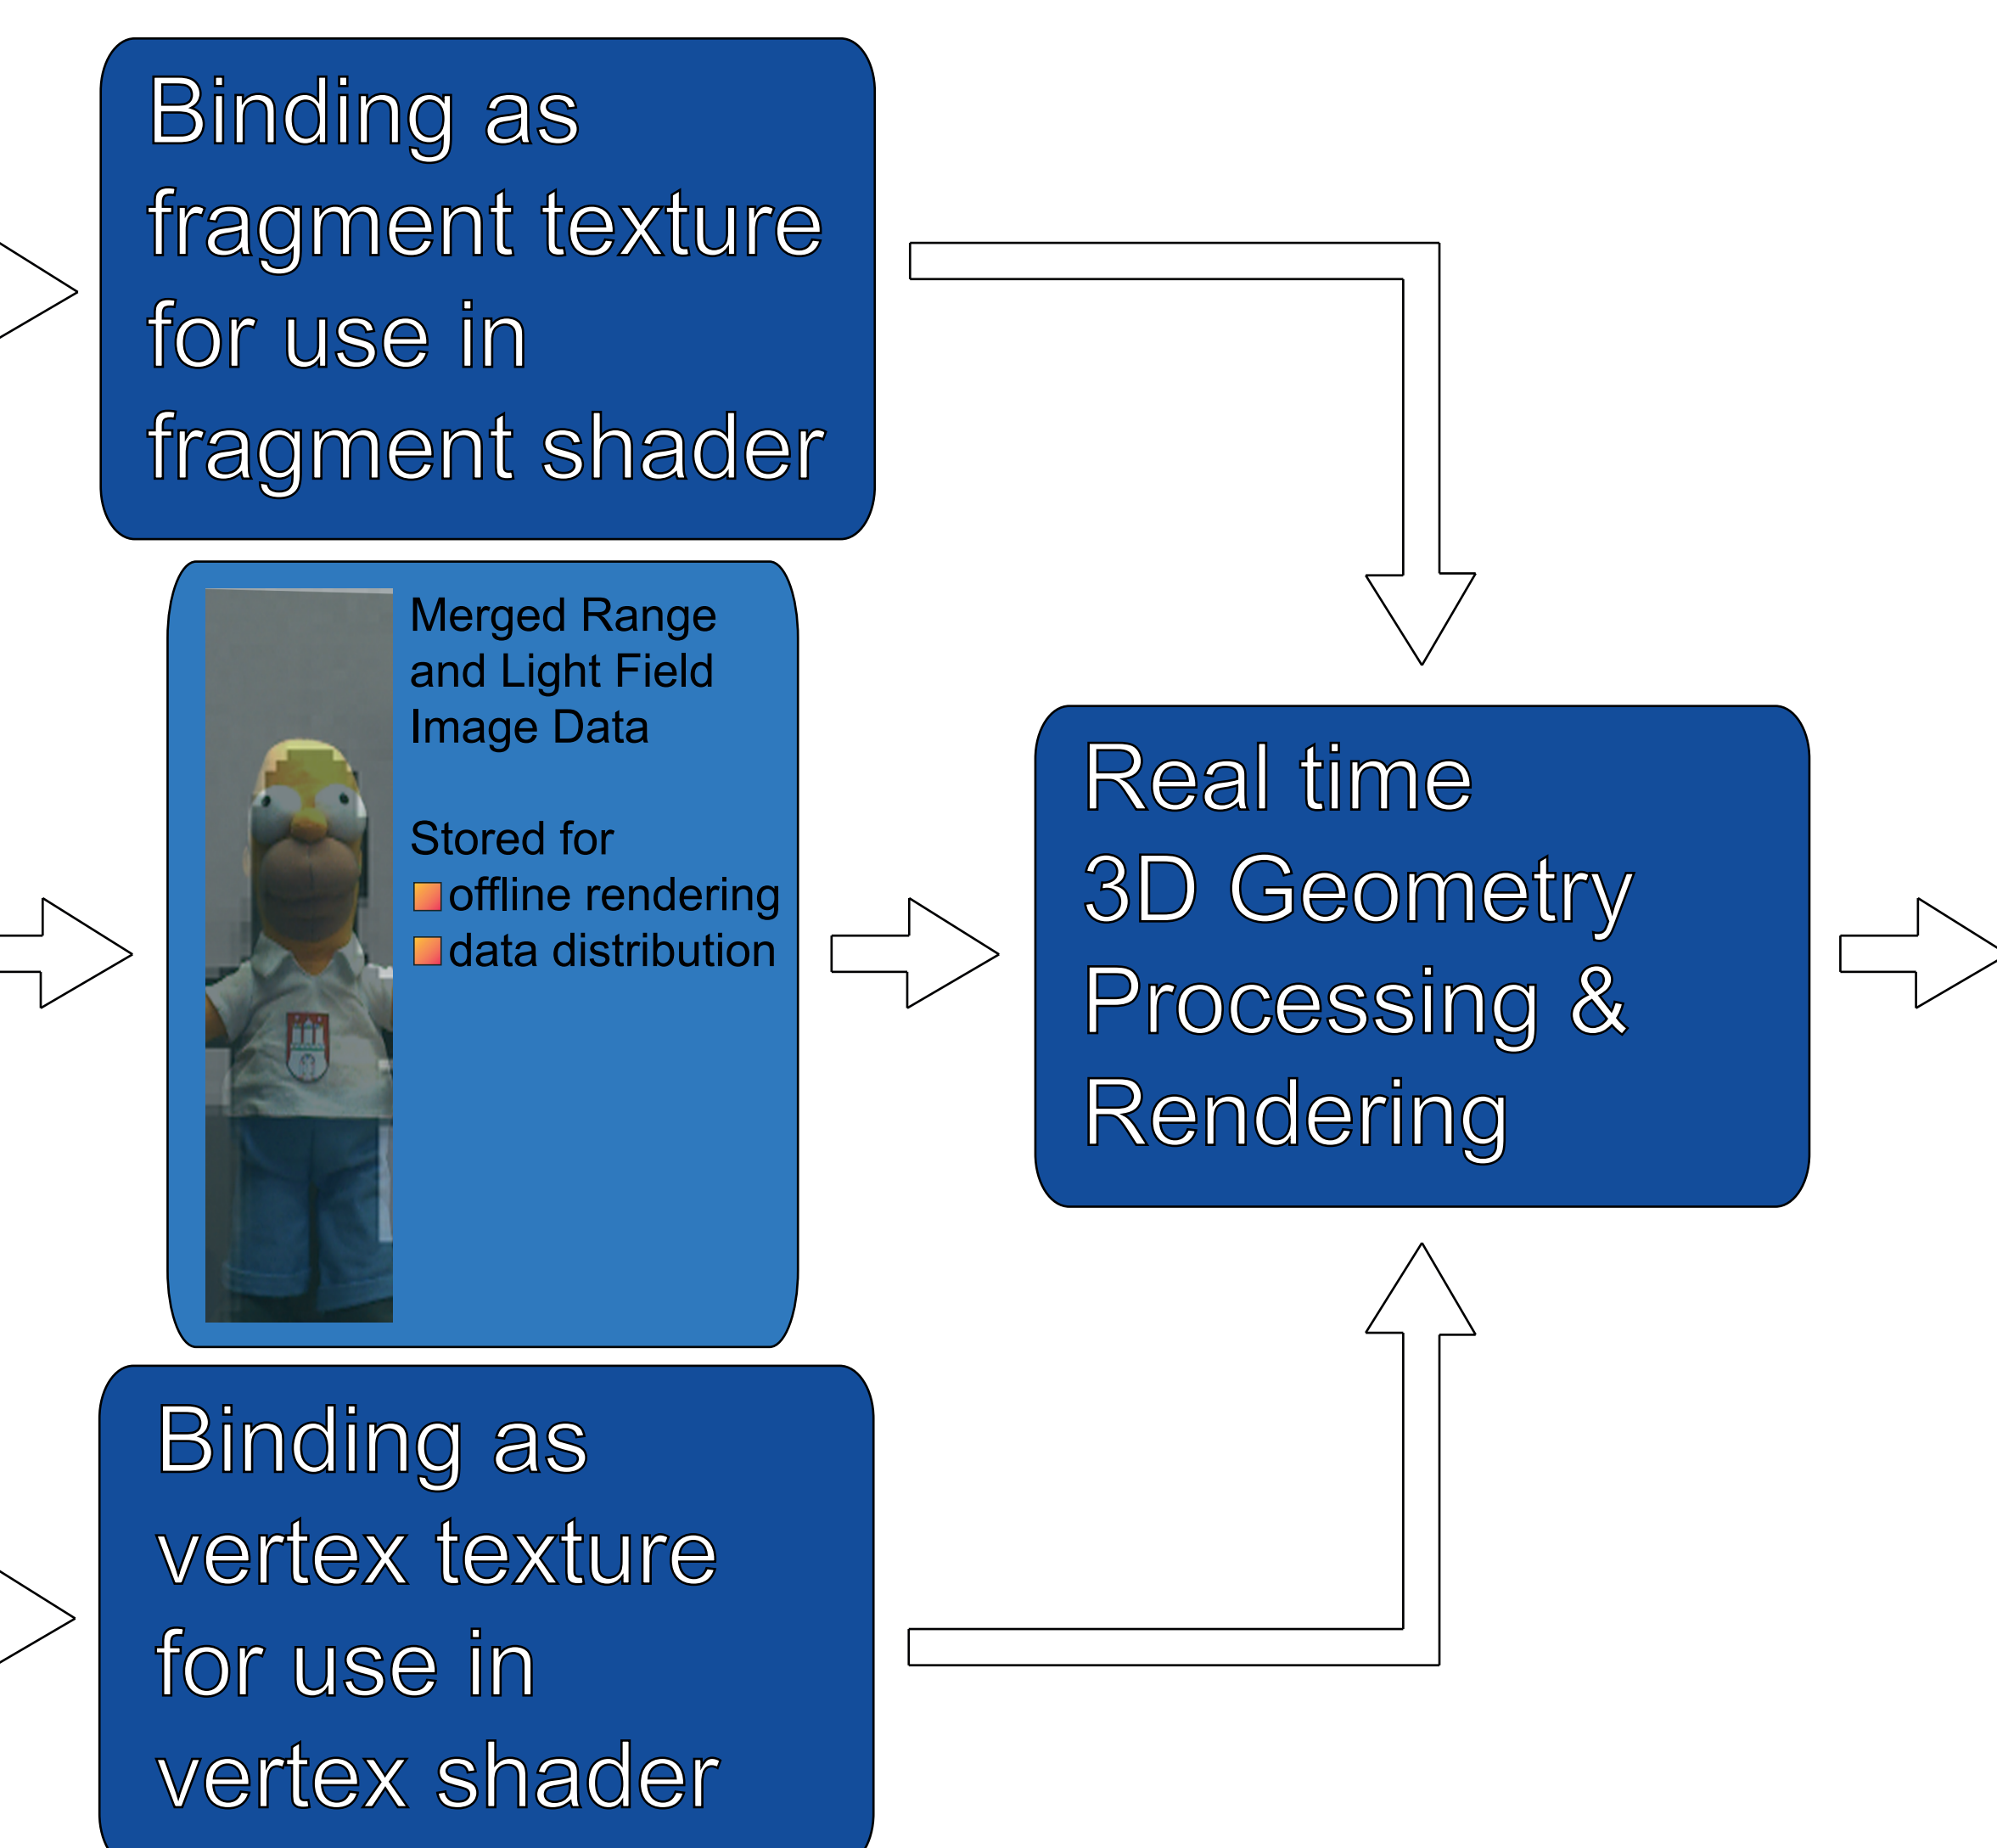 Binding as
fragment texture
for use in
fragment shader
Merged Range
and Light Field
Image Data
Stored for
offline rendering
data distribution
Real time
3D Geometry
Processing &
Rendering
Binding as
vertex texture
for use in
vertex shader